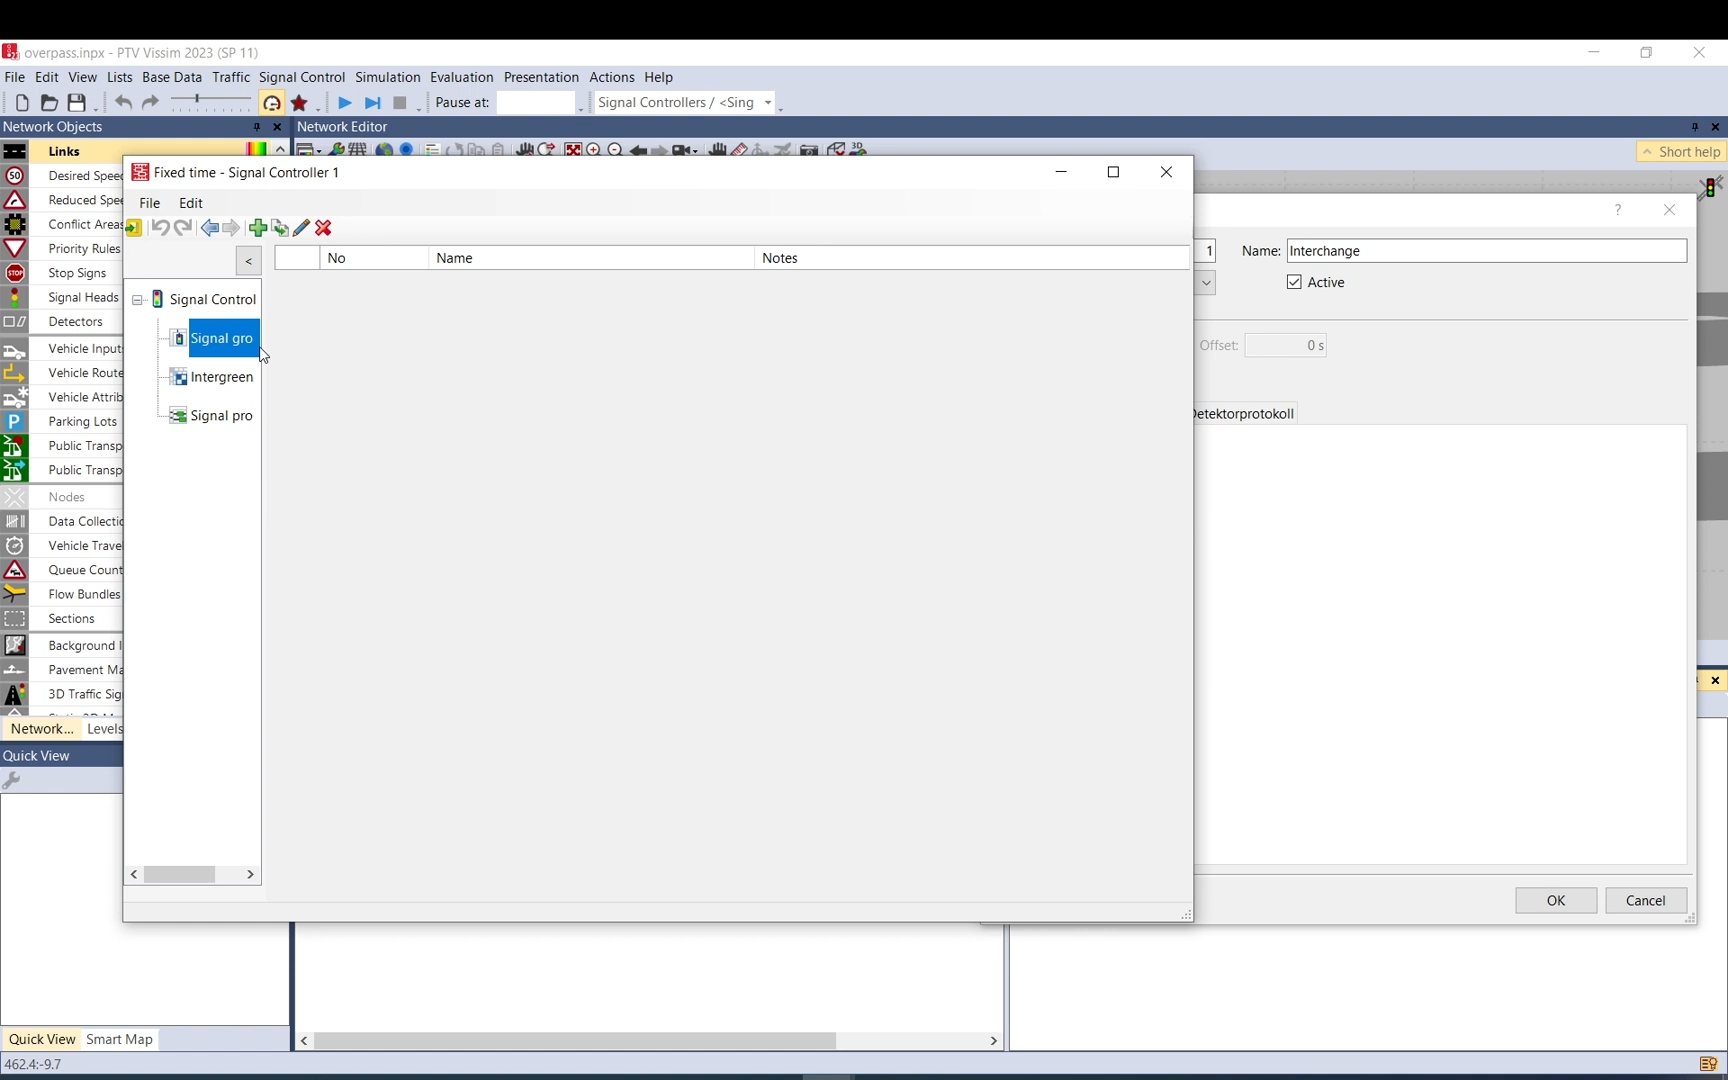 overpass.inpx - PTV Vissim 2023 (SP 11)
File Edit View Lists Base Data Traffic Signal Control Simulation Evaluation Presentation Actions Help
Pause at: Signal Controllers / <Sing
Network Objects
Network Editor
Links
Short help
Fixed time - Signal Controller 1
File Edit
<
No Name Notes
Signal Control
Signal gro
Intergreen
Signal pro
50 Desired Speed
Reduced Spe
Conflict Areas
Priority Rules
STOP Stop Signs
Signal Heads
Detectors
Vehicle Inputs
Vehicle Route
Vehicle Attrib
P Parking Lots
Public Transp
Public Transp
Nodes
Data Collectio
Vehicle Trave
Queue Count
Flow Bundles
Sections
Background I
Pavement Ma
3D Traffic Sig
Network... Levels
Quick View
1 Name: Interchange
Active
Offset: 0 s
Detektorprotokoll
OK Cancel
Quick View Smart Map
462.4:-9.7